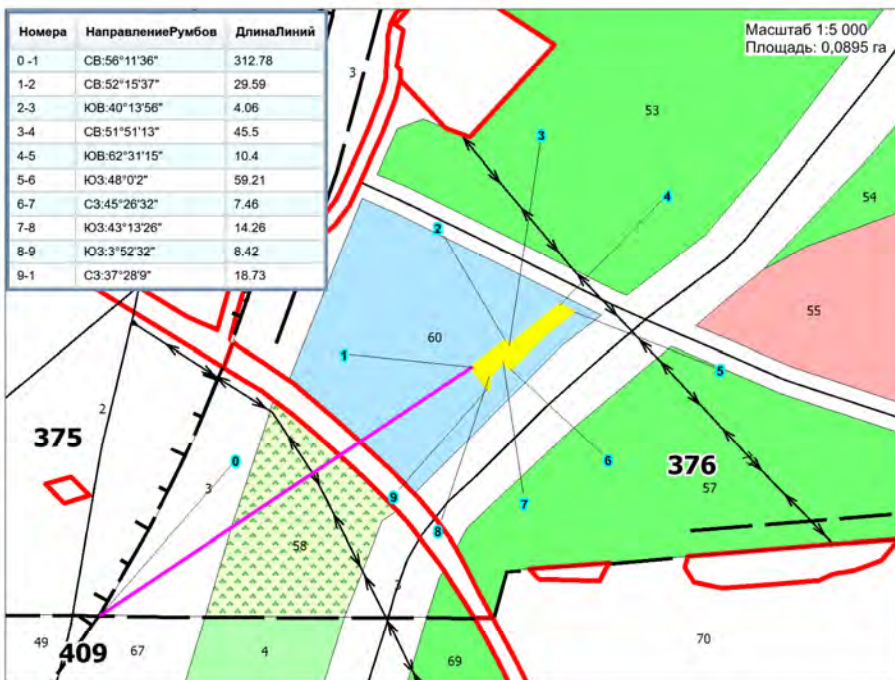 Номера НаправлениеРумбов ДлинаЛиний
0 -1 СВ:56°11'36" 312.78
1-2 СВ:52°15'37" 29.59
2-3 ЮВ:40°13'56" 4.06
3-4 СВ:51°51'13" 45.5
4-5 ЮВ:62°31'15" 10.4
5-6 ЮЗ:48°0'2" 59.21
6-7 СЗ:45°26'32" 7.46
7-8 ЮЗ:43°13'26" 14.26
8-9 ЮЗ:3°52'32" 8.42
9-1 СЗ:37°28'9" 18.73
Масштаб 1:5 000
Площадь: 0,0895 га
3
53
3
4
54
2
55
60
1
5
2
375
0
3
6
376
57
9
7
8
58
3
49
409
67
4
69
70